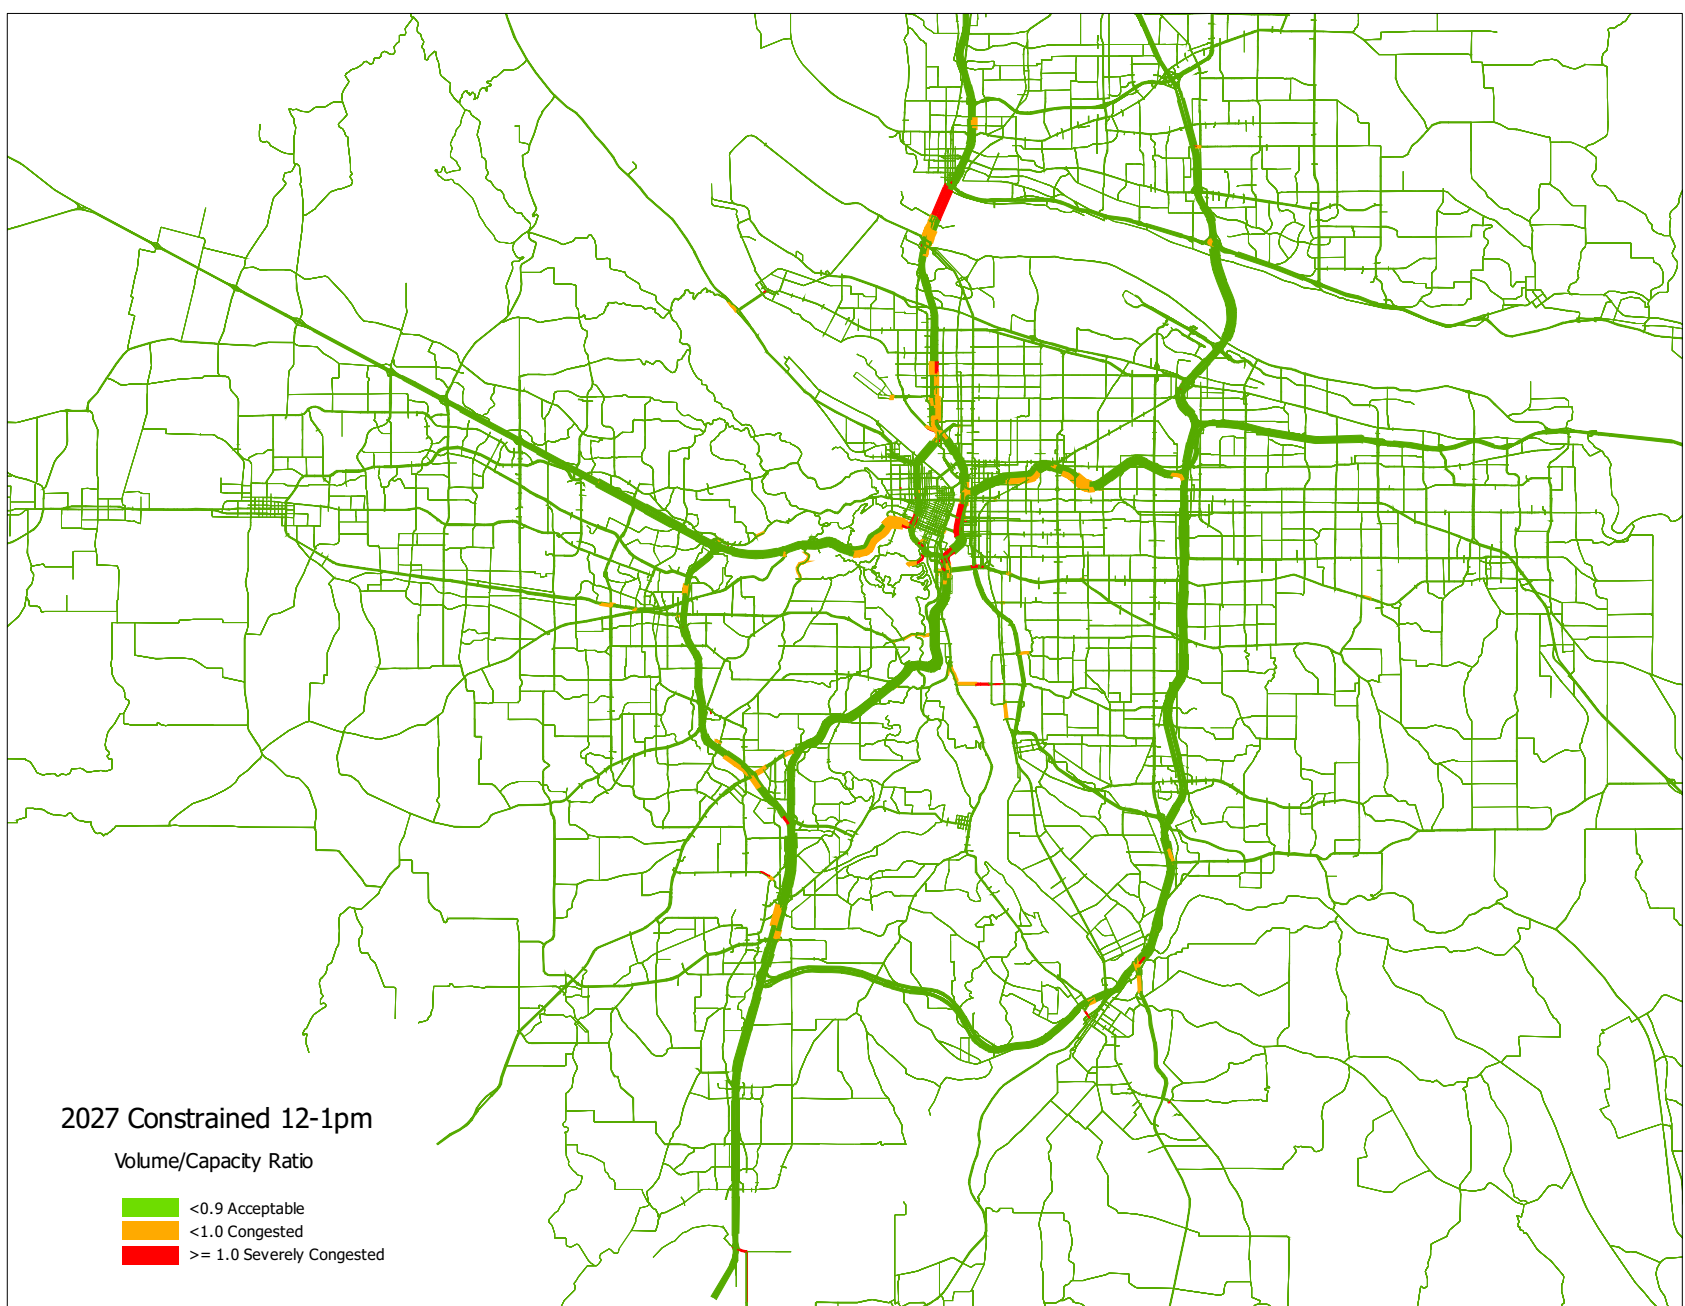 2027 Constrained 12-1pm
Volume/Capacity Ratio
<0.9 Acceptable
<1.0 Congested
>= 1.0 Severely Congested